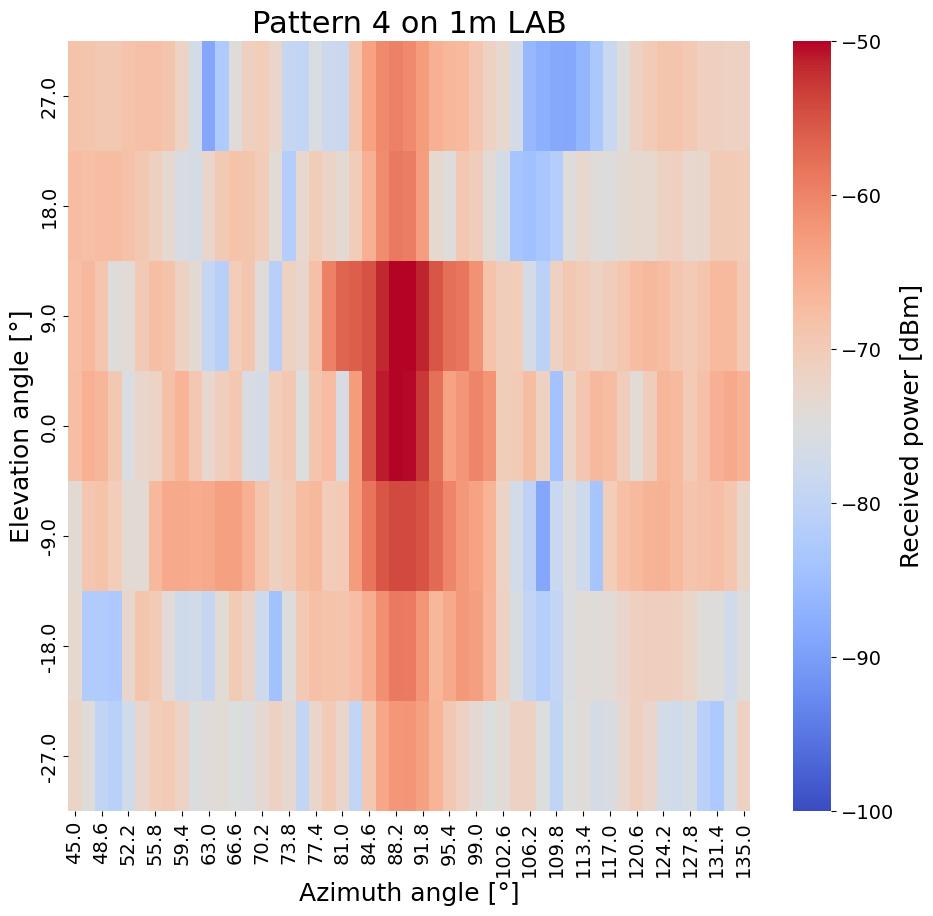 Pattern 4 on 1m LAB
Elevation angle [°]
27.0
18.0
9.0
0.0
-9.0
-18.0
-27.0
45.0 48.6 52.2 55.8 59.4 63.0 66.6 70.2 73.8 77.4 81.0 84.6 88.2 91.8 95.4 99.0 102.6 106.2 109.8 113.4 117.0 120.6 124.2 127.8 131.4 135.0
Azimuth angle [°]
−50
−60
−70
−80
−90
−100
Received power [dBm]